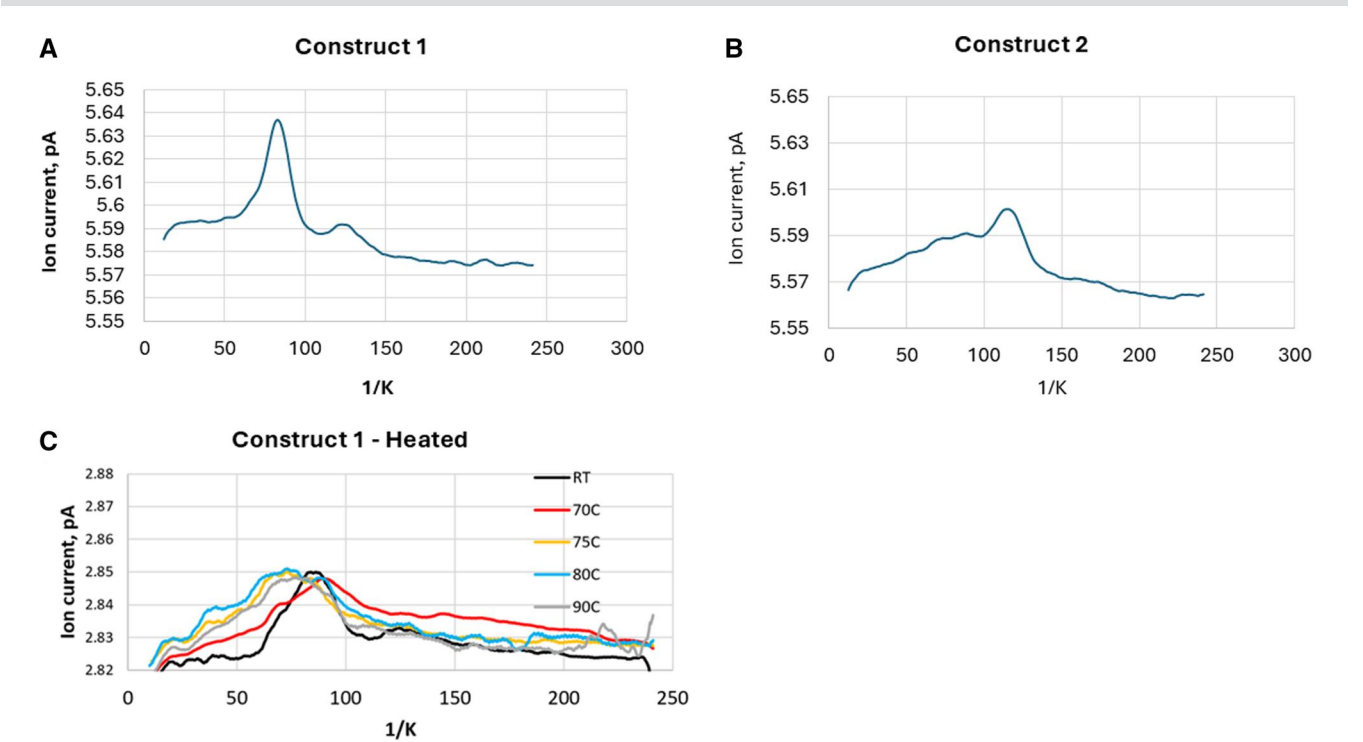 A
Construct 1
Ion current, pA
5.65
5.64
5.63
5.62
5.61
5.6
5.59
5.58
5.57
5.56
5.55
0 50 100 150 200 250 300
1/K
B
Construct 2
Ion current, pA
5.65
5.63
5.61
5.59
5.57
5.55
0 50 100 150 200 250 300
1/K
C
Construct 1 - Heated
Ion current, pA
2.88
2.87
2.86
2.85
2.84
2.83
2.82
RT
70C
75C
80C
90C
0 50 100 150 200 250
1/K